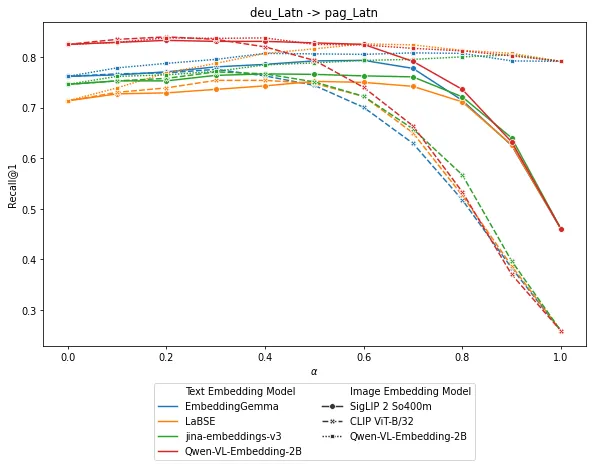 deu_Latn -> pag_Latn
Recall@1
0.8
0.7
0.6
0.5
0.4
0.3
0.0 0.2 0.4 0.6 0.8 1.0
α
Text Embedding Model Image Embedding Model
EmbeddingGemma SigLIP 2 So400m
LaBSE CLIP ViT-B/32
jina-embeddings-v3 Qwen-VL-Embedding-2B
Qwen-VL-Embedding-2B